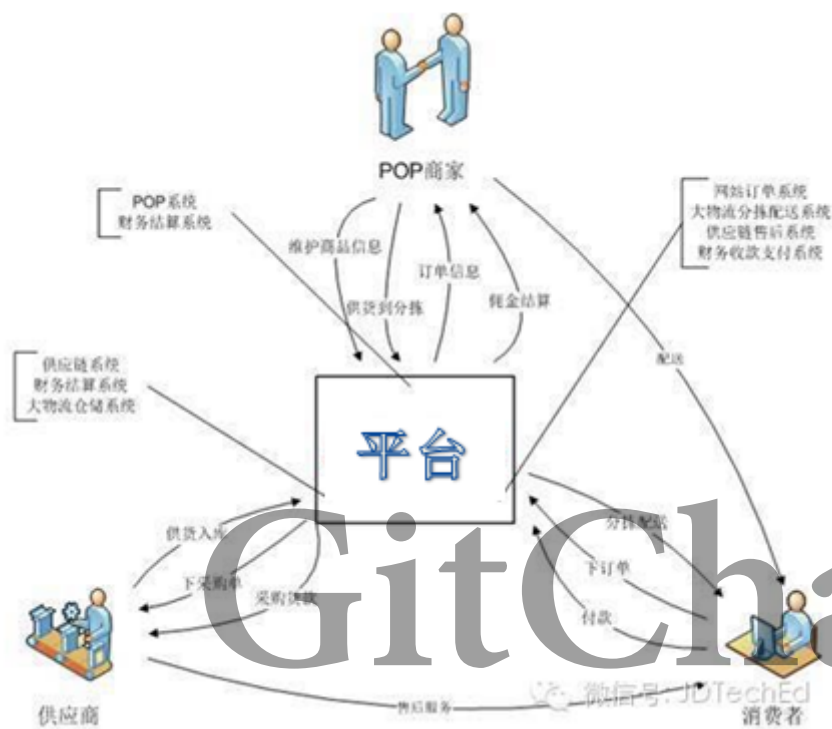 POP商家
POP系统
财务结算系统
网站订单系统
大物流分拣配送系统
供应链售后系统
财务收款支付系统
维护商品信息
订单信息
供货到分拣
佣金结算
配送
供应链系统
财务结算系统
大物流仓储系统
平台
供货入库
分拣配送
下采购单
下订单
采购货款
付款
GitCha
供应商
售后服务
微信号: JDTechEd
消费者